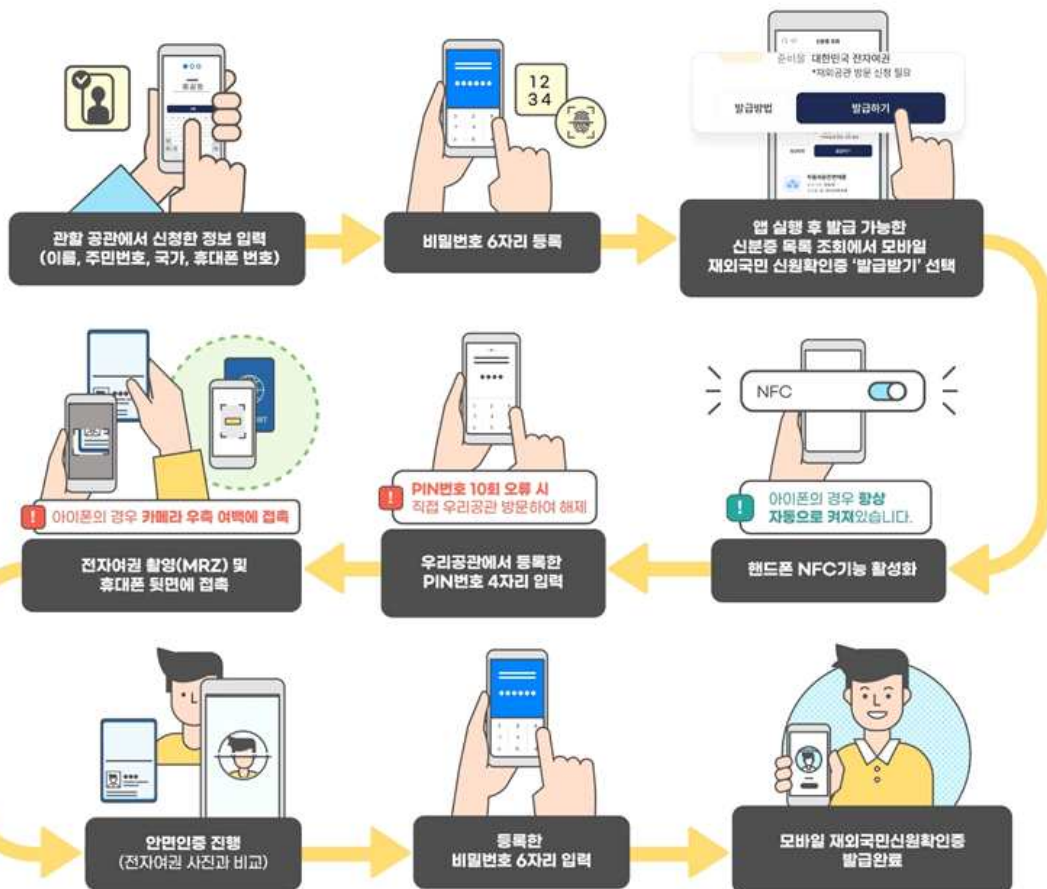 홍길동
12
34
신분증 조회
준비물 대한민국 전자여권
*재외공관 방문 신청 필요
발급방법
발급하기
관할 공관에서 신청한 정보 입력
(이름, 주민번호, 국가, 휴대폰 번호)
비밀번호 6자리 등록
앱 실행 후 발급 가능한
신분증 목록 조회에서 모바일
재외국민 신원확인증 ‘발급받기’ 선택
NFC
! 아이폰의 경우 항상
자동으로 켜져있습니다.
핸드폰 NFC기능 활성화
! PIN번호 10회 오류 시
직접 우리공관 방문하여 해제
우리공관에서 등록한
PIN번호 4자리 입력
! 아이폰의 경우 카메라 우측 여백에 접촉
전자여권 촬영(MRZ) 및
휴대폰 뒷면에 접촉
안면인증 진행
(전자여권 사진과 비교)
등록한
비밀번호 6자리 입력
모바일 재외국민신원확인증
발급완료